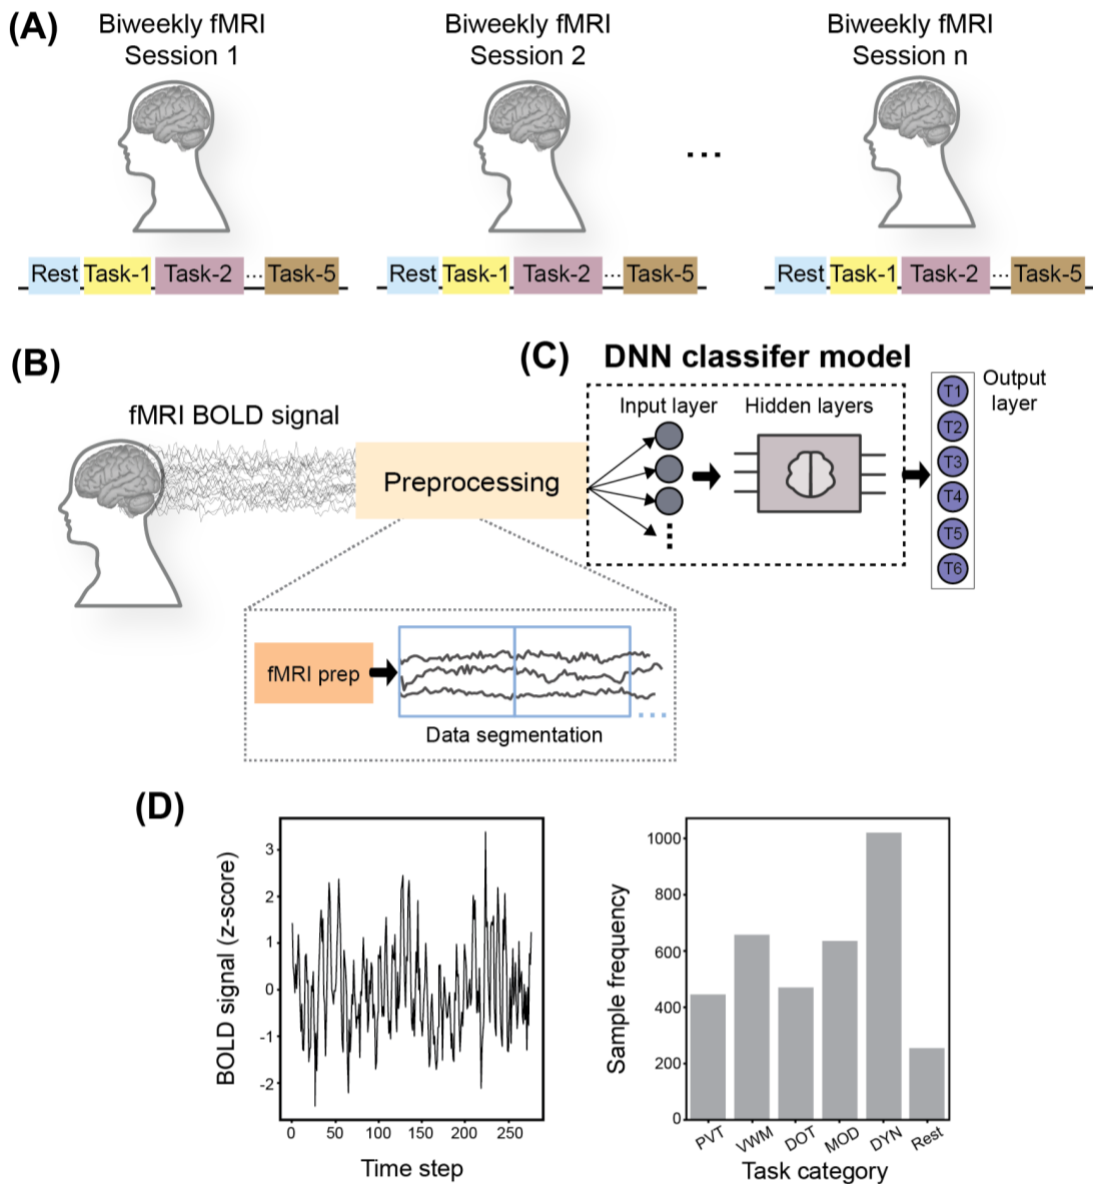 (A)
Biweekly fMRI
Session 1
Biweekly fMRI
Session 2
Biweekly fMRI
Session n
...
Rest Task-1 Task-2 ... Task-5
Rest Task-1 Task-2 ... Task-5
Rest Task-1 Task-2 ... Task-5
(B)
fMRI BOLD signal
Preprocessing
fMRI prep
Data segmentation
(C)
DNN classifer model
Input layer
Hidden layers
Output
layer
T1
T2
T3
T4
T5
T6
(D)
BOLD signal (z-score)
3
2
1
0
-1
-2
0 50 100 150 200 250
Time step
Sample frequency
1000
800
600
400
200
0
PVT VWM DOT MOD DYN Rest
Task category